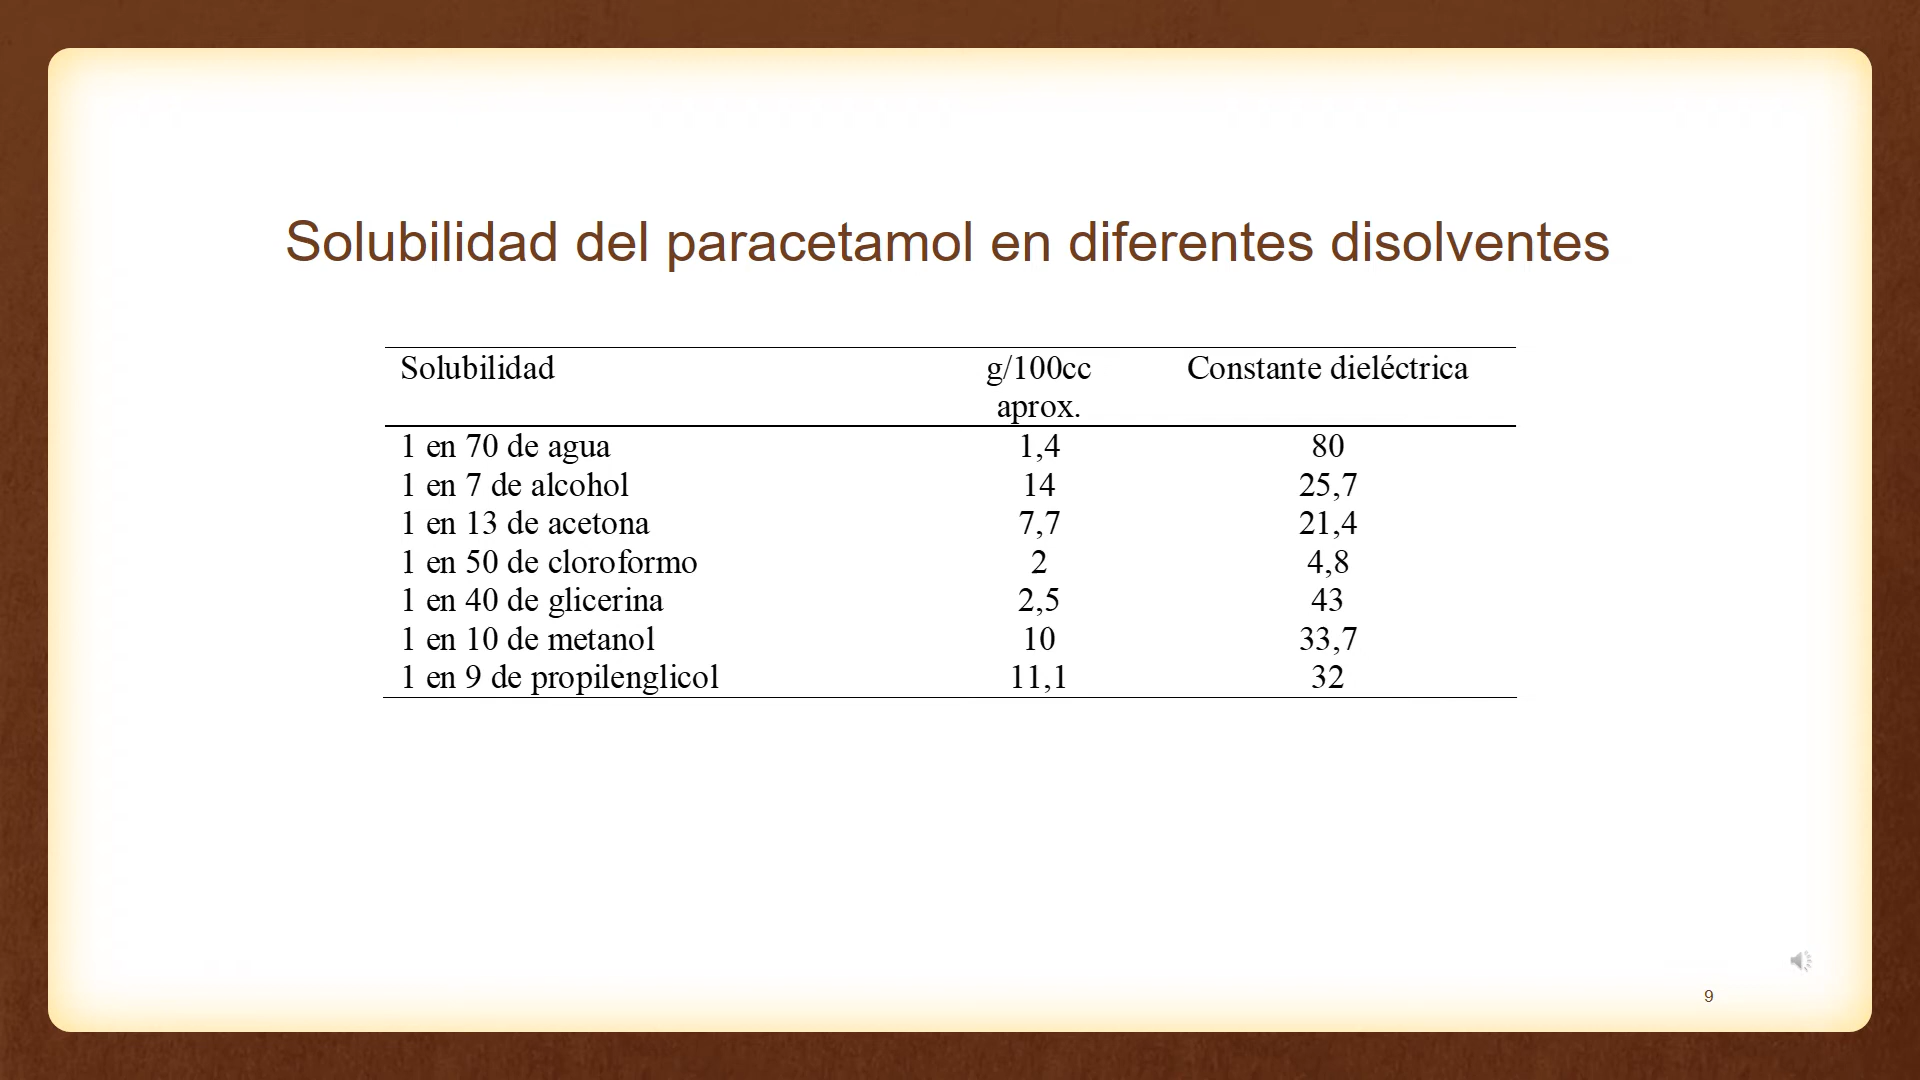 Solubilidad del paracetamol en diferentes disolventes
Solubilidad g/100cc aprox. Constante dieléctrica
1 en 70 de agua 1,4 80
1 en 7 de alcohol 14 25,7
1 en 13 de acetona 7,7 21,4
1 en 50 de cloroformo 2 4,8
1 en 40 de glicerina 2,5 43
1 en 10 de metanol 10 33,7
1 en 9 de propilenglicol 11,1 32
9